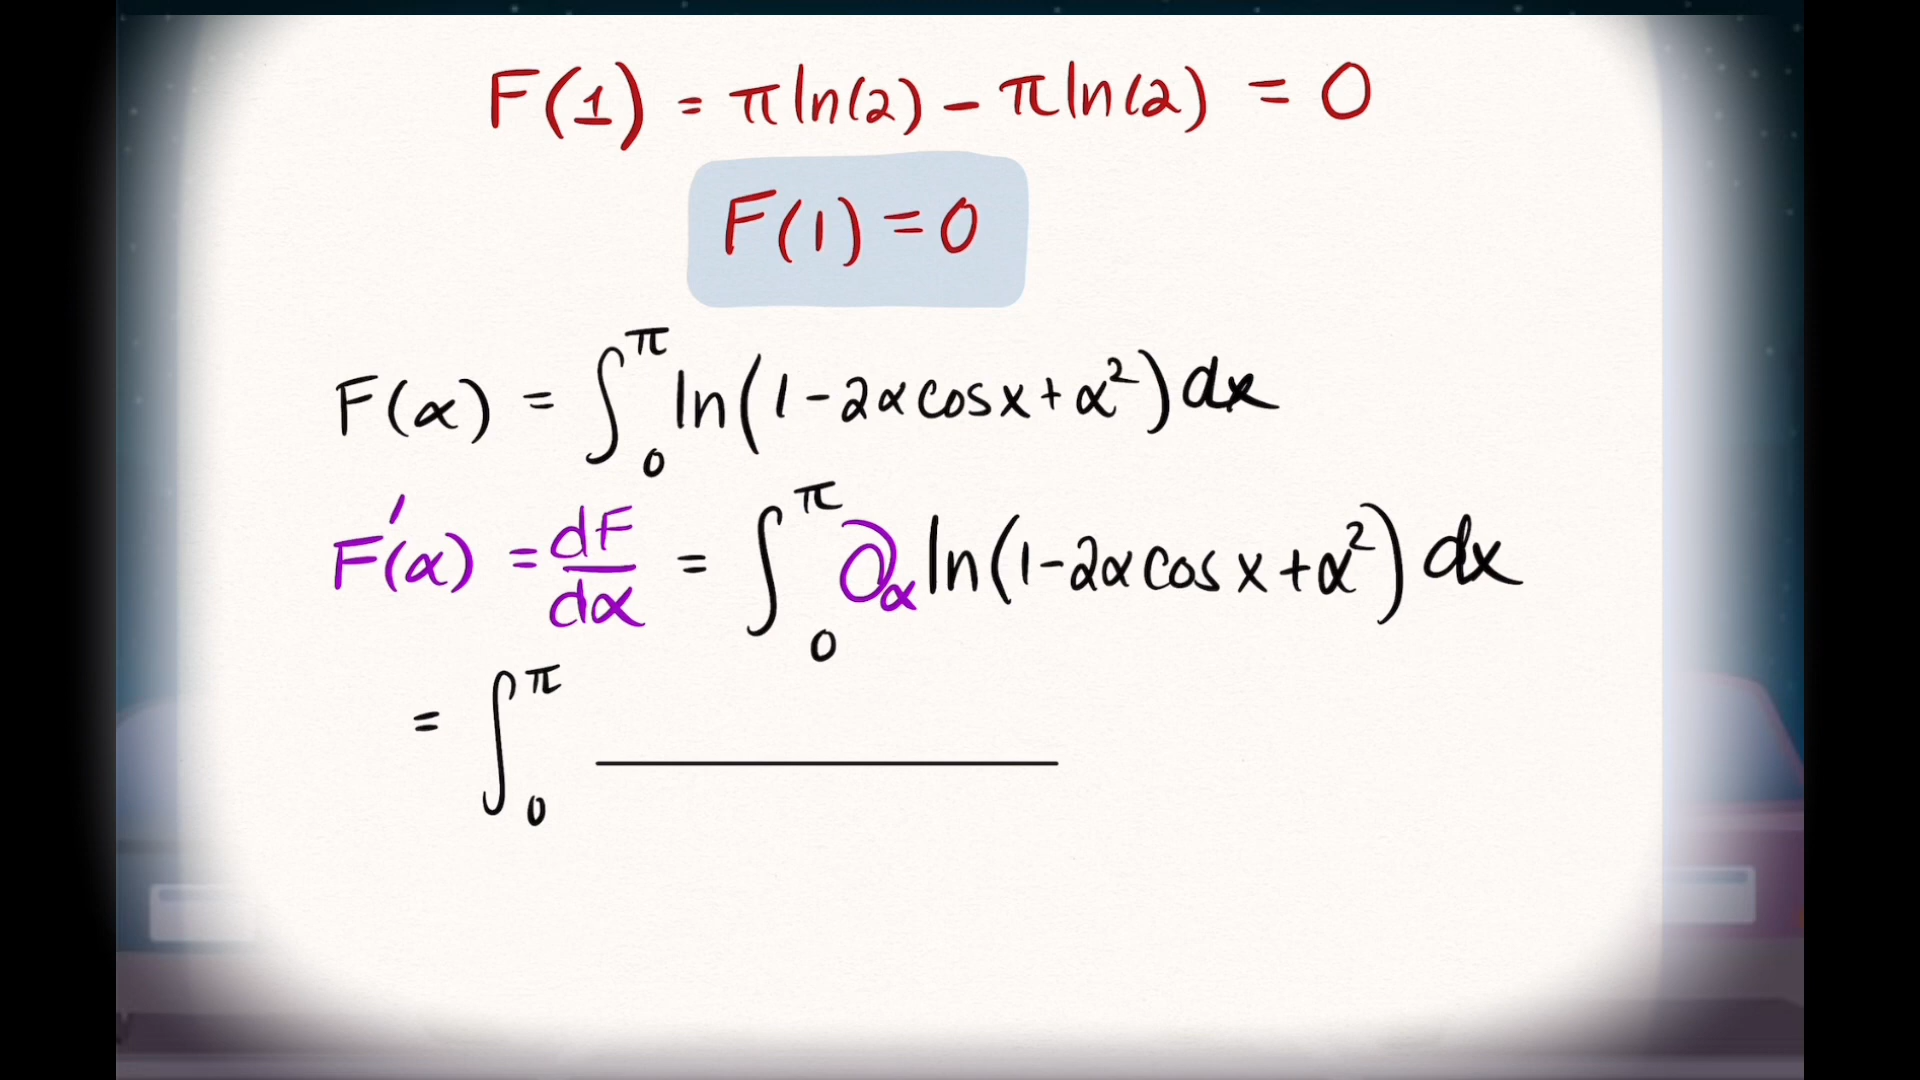 F(1) = π ln(2) − π ln(2) = 0
F(1) = 0
F(α) = ∫₀^π ln(1 − 2α cos x + α²) dx
F′(α) = dF/dα = ∫₀^π ∂_α ln(1 − 2α cos x + α²) dx
= ∫₀^π